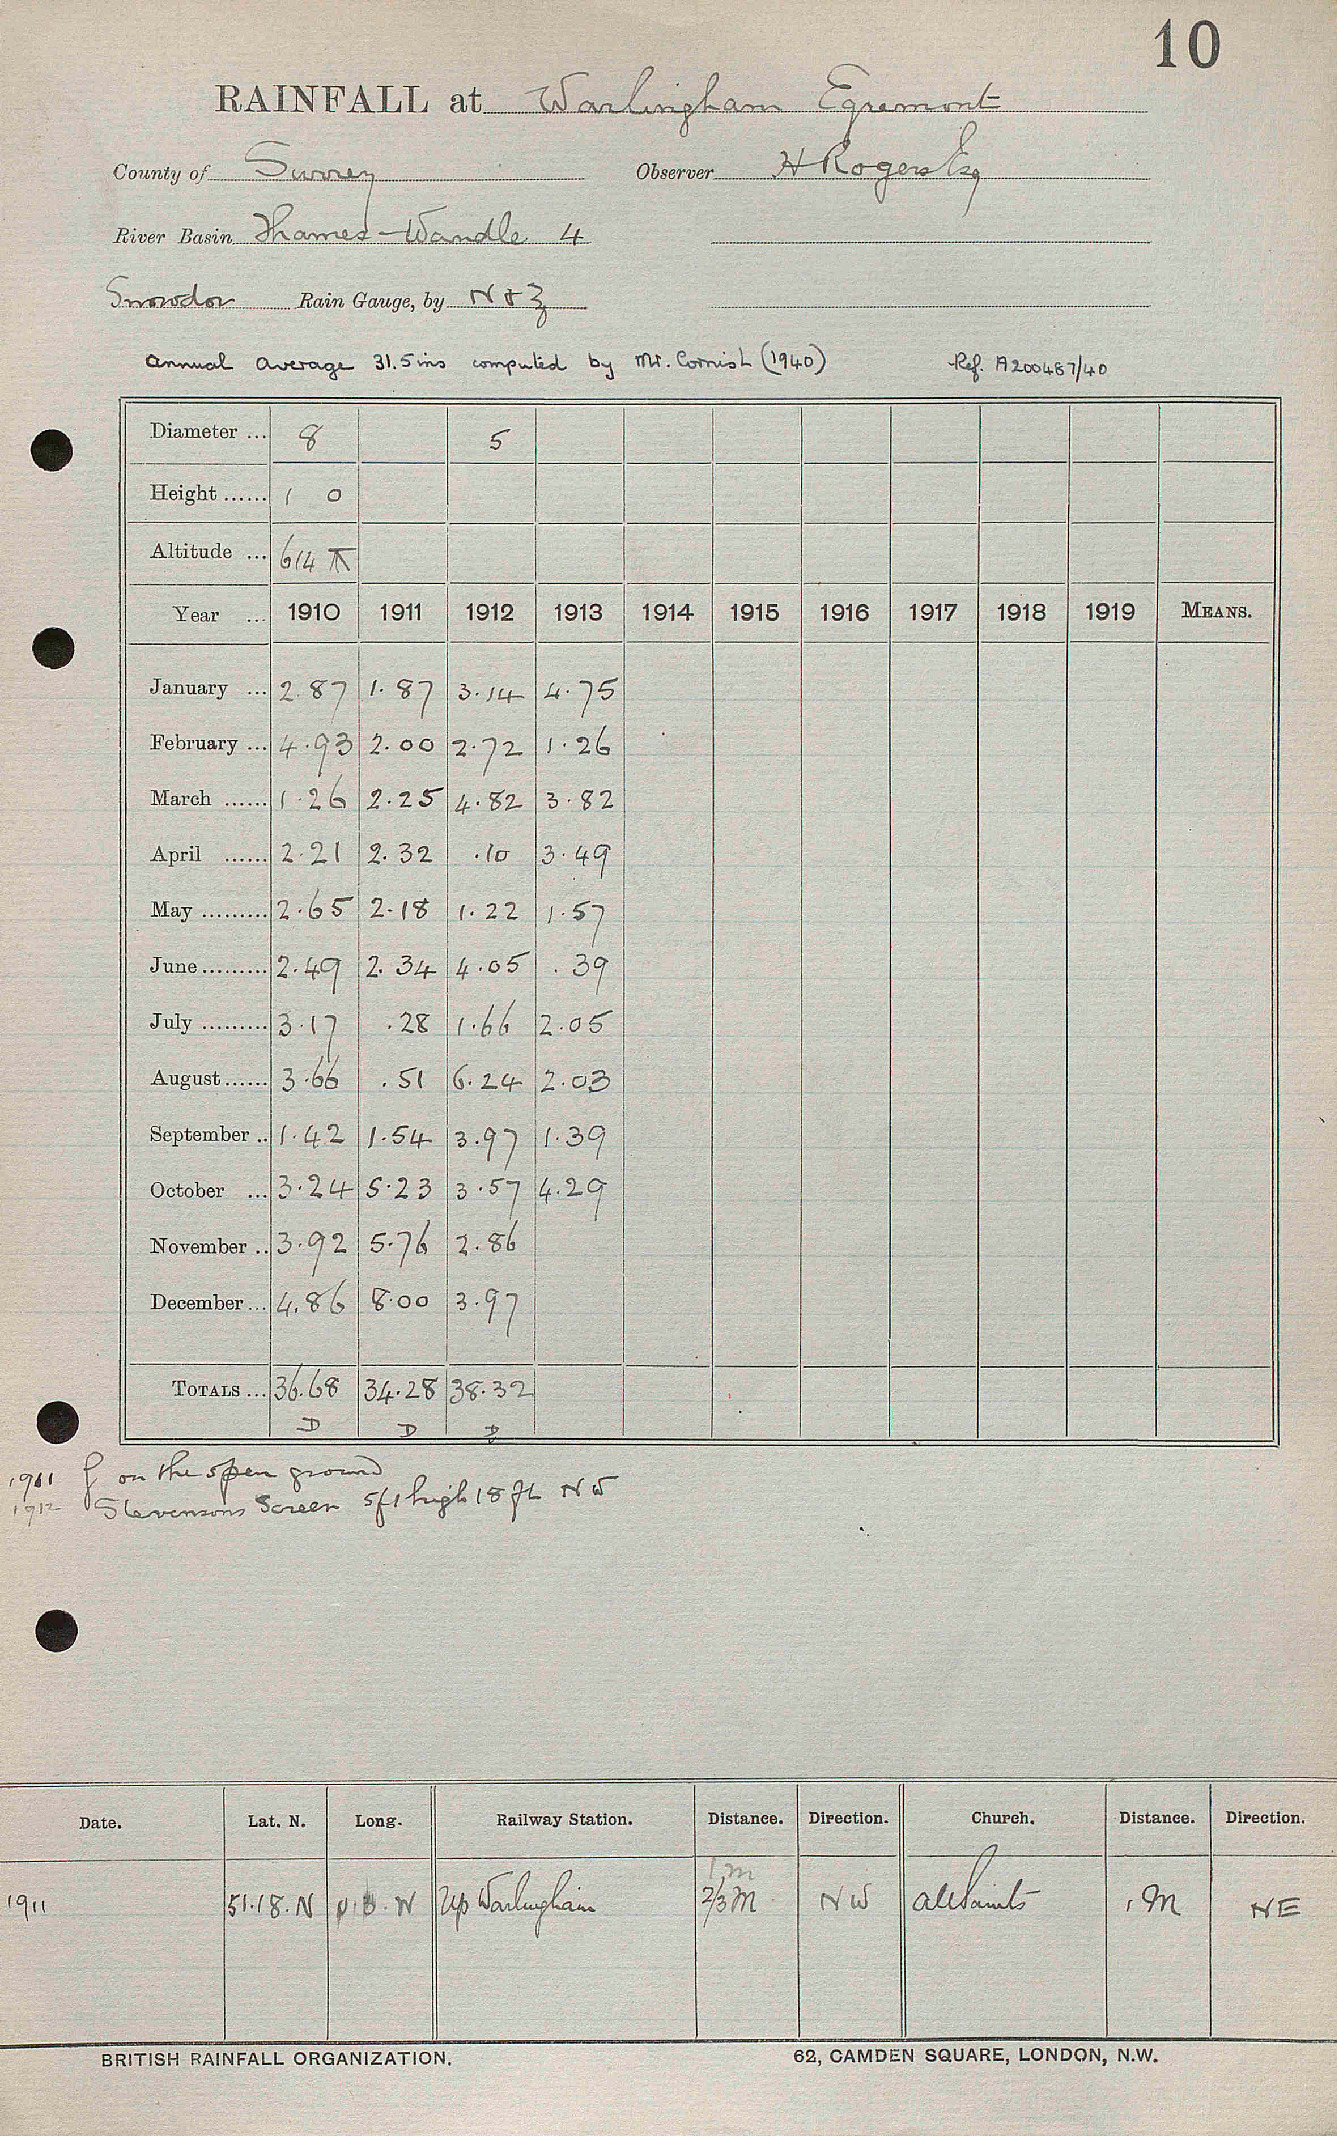 10
RAINFALL at Warlingham Egremont
County of Surrey Observer H Rogers Esq
River Basin Thames - Wandle 4
Snowdon Rain Gauge, by N & Z
Annual Average 31.5 ins computed by Mr. Cornish (1940) Ref. A200487/40
Diameter ... 8 5
Height ...... 1 0
Altitude ... 614
Year ... 1910 1911 1912 1913 1914 1915 1916 1917 1918 1919 MEANS.
January ... 2.87 1.87 3.14 4.75
February ... 4.93 2.00 2.72 1.26
March ...... 1.26 2.25 4.82 3.82
April ...... 2.21 2.32 .10 3.49
May ......... 2.65 2.18 1.22 1.57
June ......... 2.49 2.34 4.05 .39
July ......... 3.17 .28 1.66 2.05
August ...... 3.66 .51 6.24 2.03
September .. 1.42 1.54 3.97 1.39
October ... 3.24 5.23 3.57 4.29
November .. 3.92 5.76 2.86
December ... 4.86 8.00 3.97
TOTALS ... 36.68 34.28 38.32
D D D
1911 on the open ground
1912 Stevensons Screen 5ft high 18 ft NW
Date. Lat. N. Long. Railway Station. Distance. Direction. Church. Distance. Direction.
1m
1911 51.18.N Up Warlingham 2/3 M NW All Saints 1 M NE
BRITISH RAINFALL ORGANIZATION. 62, CAMDEN SQUARE, LONDON, N.W.